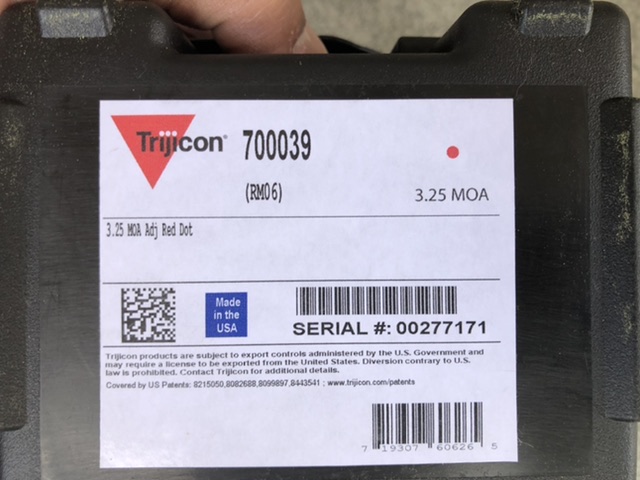 Trijicon® 700039
(RM06)
3.25 MOA
3.25 MOA Adj Red Dot
Made
in the
USA
SERIAL #: 00277171
Trijicon products are subject to export controls administered by the U.S. Government and
may require a license to be exported from the United States. Diversion contrary to U.S.
law is prohibited. Contact Trijicon for additional details.
Covered by US Patents: 8215050,8082688,8099897,8443541 ; www.trijicon.com/patents
7 19307 60626 5